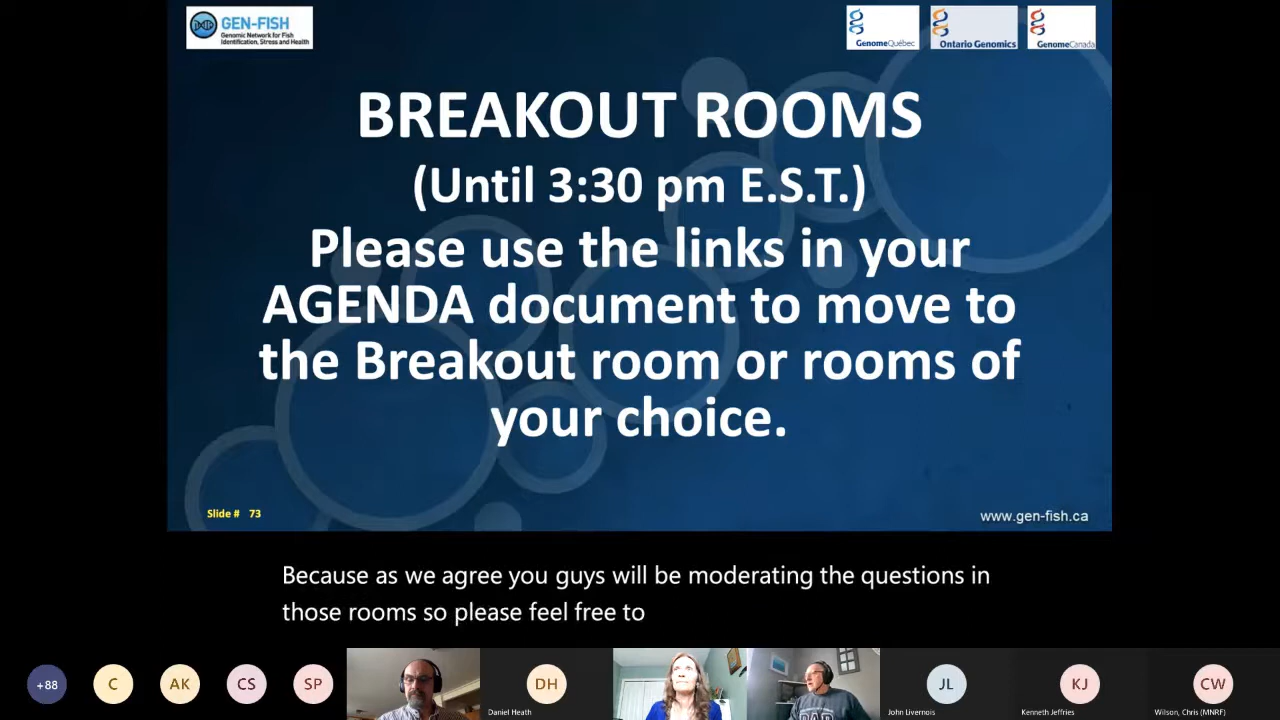 GEN-FISH
Genomic Network for Fish
Identification, Stress and Health
GenomeQuébec
Ontario Genomics
GenomeCanada
BREAKOUT ROOMS
(Until 3:30 pm E.S.T.)
Please use the links in your
AGENDA document to move to
the Breakout room or rooms of
your choice.
Slide # 73
www.gen-fish.ca
Because as we agree you guys will be moderating the questions in
those rooms so please feel free to
+88
C
AK
CS
SP
DH
JL
KJ
CW
Daniel Heath
John Livernois
Kenneth Jeffries
Wilson, Chris (MNRF)